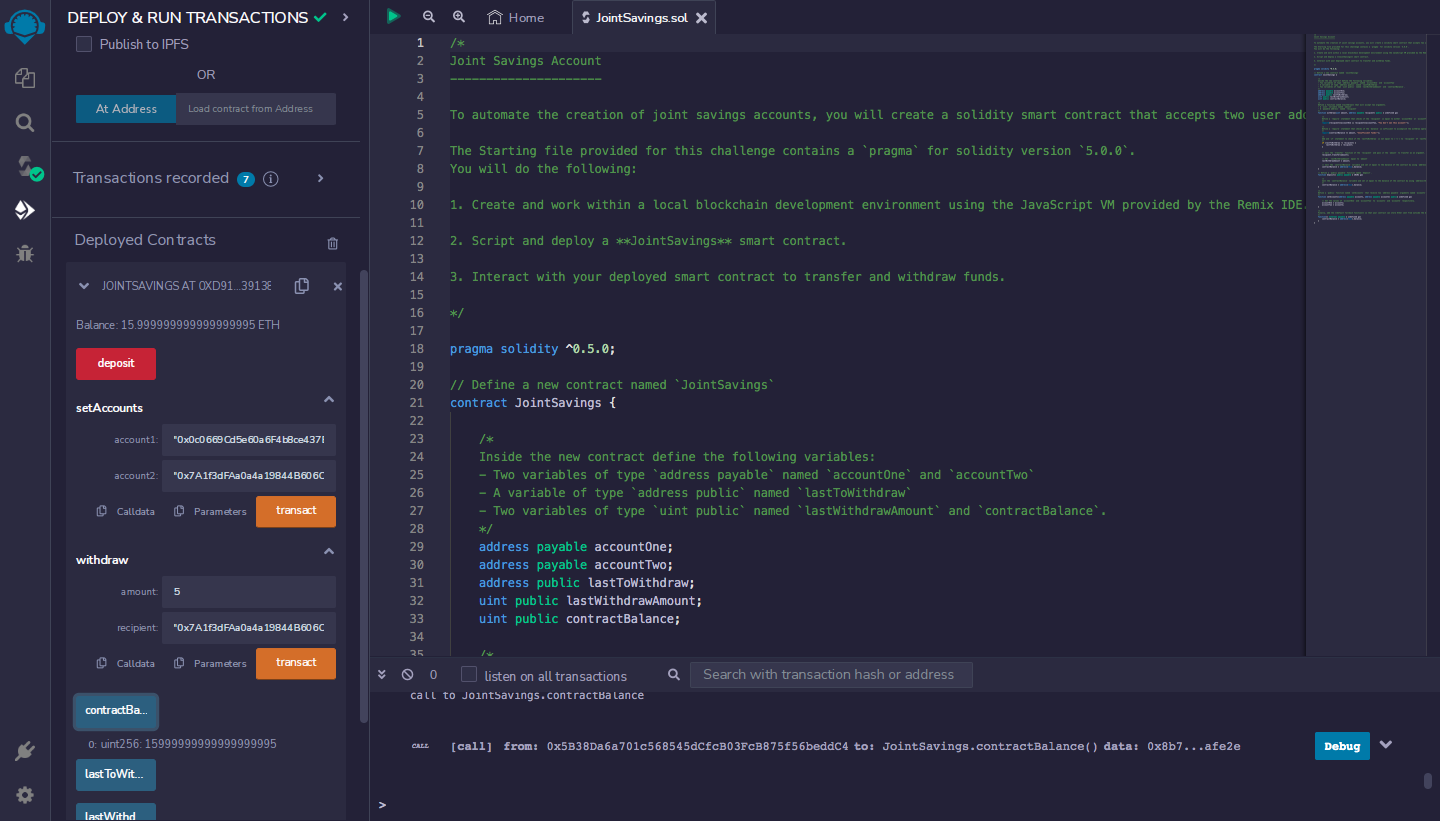 DEPLOY & RUN TRANSACTIONS
Publish to IPFS
OR
At Address
Load contract from Address
Transactions recorded 7
Deployed Contracts
JOINTSAVINGS AT 0XD91...39138
Balance: 15.999999999999999995 ETH
deposit
setAccounts
account1: "0x0c0669Cd5e60a6F4b8ce437E
account2: "0x7A1f3dFAa0a4a19844B606C
Calldata
Parameters
transact
withdraw
amount: 5
recipient: "0x7A1f3dFAa0a4a19844B606C
Calldata
Parameters
transact
contractBa...
0: uint256: 15999999999999999995
lastToWit...
lastWithd
Home
JointSavings.sol
1 /*
2 Joint Savings Account
3 ---------------------
4
5 To automate the creation of joint savings accounts, you will create a solidity smart contract that accepts two user add
6
7 The Starting file provided for this challenge contains a `pragma` for solidity version `5.0.0`.
8 You will do the following:
9
10 1. Create and work within a local blockchain development environment using the JavaScript VM provided by the Remix IDE.
11
12 2. Script and deploy a **JointSavings** smart contract.
13
14 3. Interact with your deployed smart contract to transfer and withdraw funds.
15
16 */
17
18 pragma solidity ^0.5.0;
19
20 // Define a new contract named `JointSavings`
21 contract JointSavings {
22
23 /*
24 Inside the new contract define the following variables:
25 - Two variables of type `address payable` named `accountOne` and `accountTwo`
26 - A variable of type `address public` named `lastToWithdraw`
27 - Two variables of type `uint public` named `lastWithdrawAmount` and `contractBalance`.
28 */
29 address payable accountOne;
30 address payable accountTwo;
31 address public lastToWithdraw;
32 uint public lastWithdrawAmount;
33 uint public contractBalance;
34
35 /*
0
listen on all transactions
Search with transaction hash or address
call to JointSavings.contractBalance
CALL [call] from: 0x5B38Da6a701c568545dCfcB03FcB875f56beddC4 to: JointSavings.contractBalance() data: 0x8b7...afe2e
Debug
>